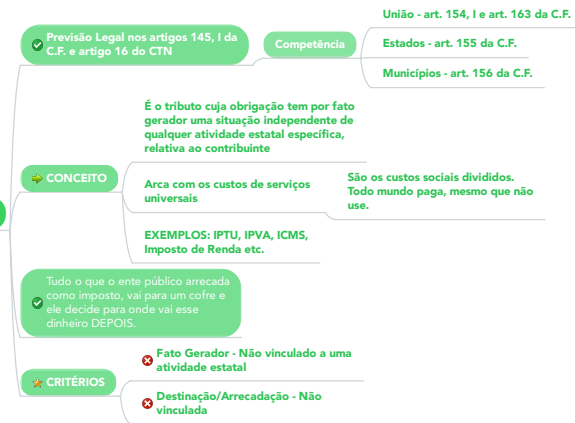 Previsão Legal nos artigos 145, I da
C.F. e artigo 16 do CTN
Competência
União - art. 154, I e art. 163 da C.F.
Estados - art. 155 da C.F.
Municípios - art. 156 da C.F.
CONCEITO
É o tributo cuja obrigação tem por fato
gerador uma situação independente de
qualquer atividade estatal específica,
relativa ao contribuinte
Arca com os custos de serviços
universais
São os custos sociais divididos.
Todo mundo paga, mesmo que não
use.
EXEMPLOS: IPTU, IPVA, ICMS,
Imposto de Renda etc.
Tudo o que o ente público arrecada
como imposto, vai para um cofre e
ele decide para onde vai esse
dinheiro DEPOIS.
CRITÉRIOS
Fato Gerador - Não vinculado a uma
atividade estatal
Destinação/Arrecadação - Não
vinculada